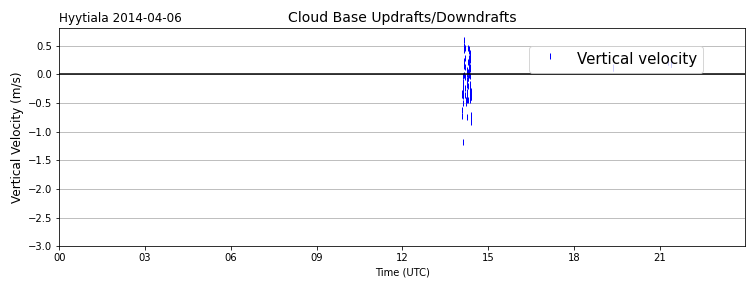 Hyytiala 2014-04-06
Cloud Base Updrafts/Downdrafts
Vertical velocity
Vertical Velocity (m/s)
0.5
0.0
−0.5
−1.0
−1.5
−2.0
−2.5
−3.0
00 03 06 09 12 15 18 21
Time (UTC)